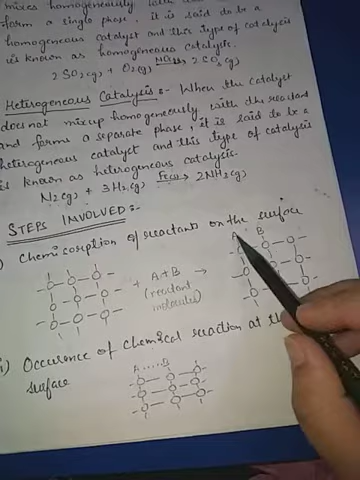 mixes homogeneously with
form a single phase, it is said to be a
homogeneous catalyst and this type of catalysis
is known as homogeneous catalysis.
2 SO2(g) + O2(g) →
Heterogeneous Catalysis :- When the catalyst
does not mix up homogeneously with the reactant
and forms a separate phase, it is said to be a
heterogeneous catalyst and this type of catalysis
is known as heterogeneous catalysis.
N2(g) + 3H2(g) Fe(s)→ 2NH3(g)
STEPS INVOLVED :-
) Chemisorption of reactants on the surface
+ A+B →
(reactant
molecules)
A B
i) Occurence of chemical reaction at the
surface
A.....B